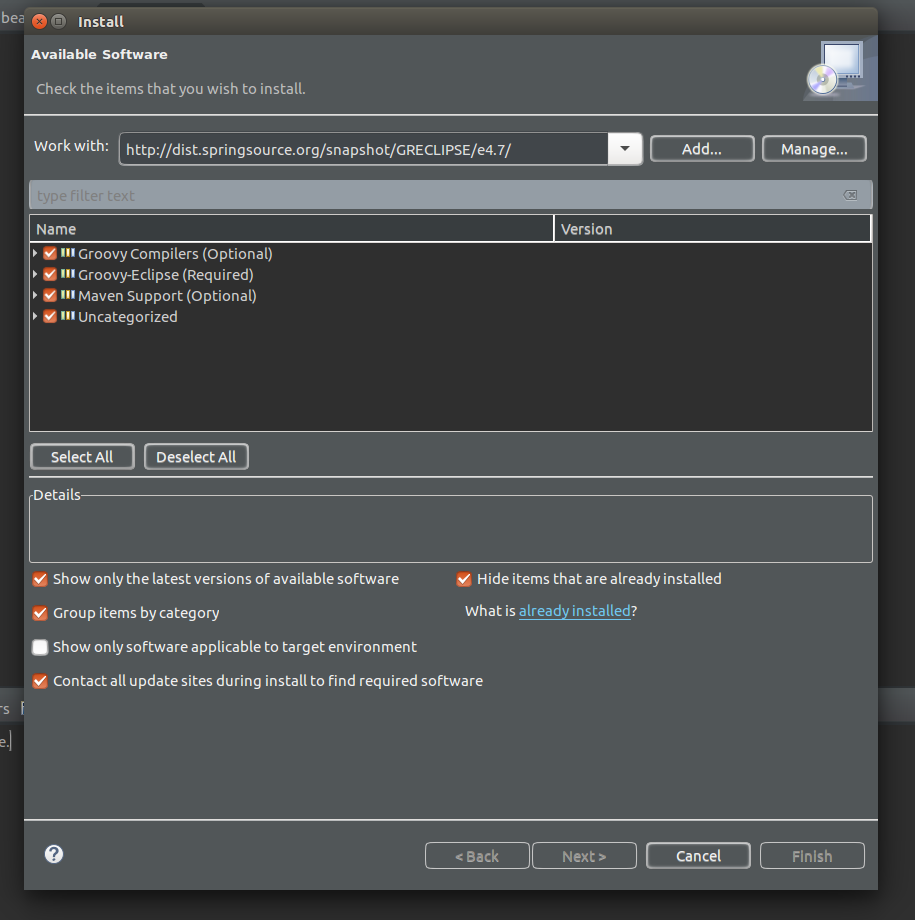 bea
Install
Available Software
Check the items that you wish to install.
Work with: http://dist.springsource.org/snapshot/GRECLIPSE/e4.7/ Add... Manage...
type filter text
Name Version
Groovy Compilers (Optional)
Groovy-Eclipse (Required)
Maven Support (Optional)
Uncategorized
Select All Deselect All
Details
Show only the latest versions of available software Hide items that are already installed
Group items by category What is already installed?
Show only software applicable to target environment
Contact all update sites during install to find required software
rs
e.
? < Back Next > Cancel Finish